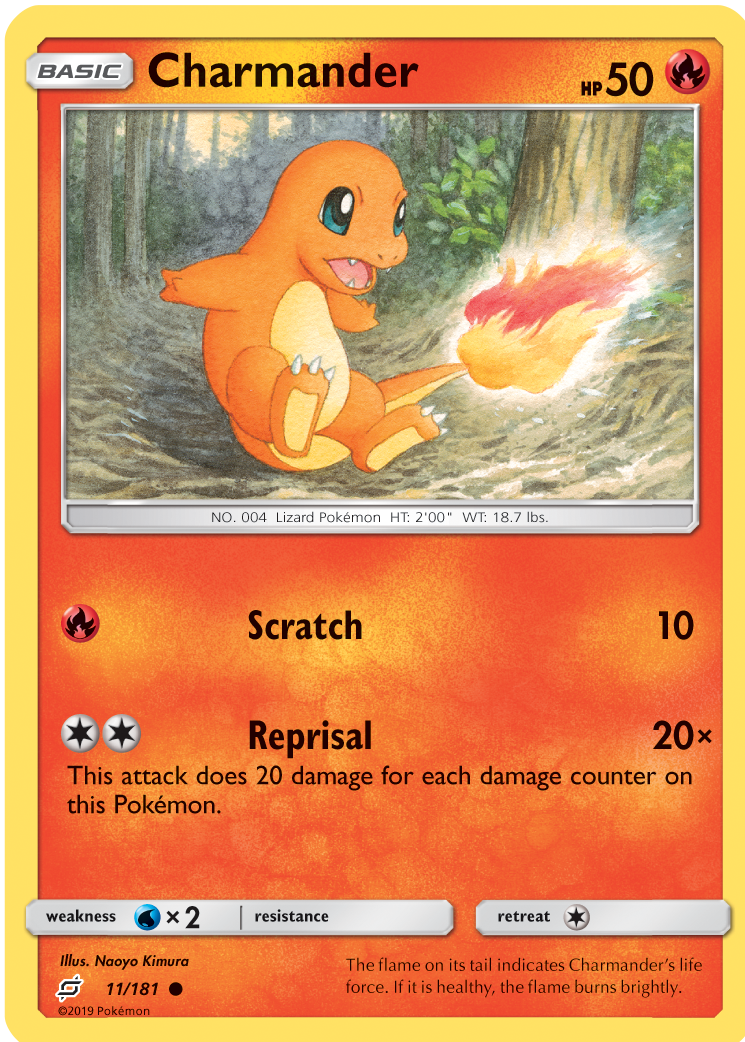 BASIC Charmander HP 50
NO. 004 Lizard Pokémon HT: 2'00" WT: 18.7 lbs.
Scratch 10
Reprisal 20×
This attack does 20 damage for each damage counter on
this Pokémon.
weakness ×2 resistance retreat
Illus. Naoyo Kimura
11/181
©2019 Pokémon
The flame on its tail indicates Charmander's life
force. If it is healthy, the flame burns brightly.